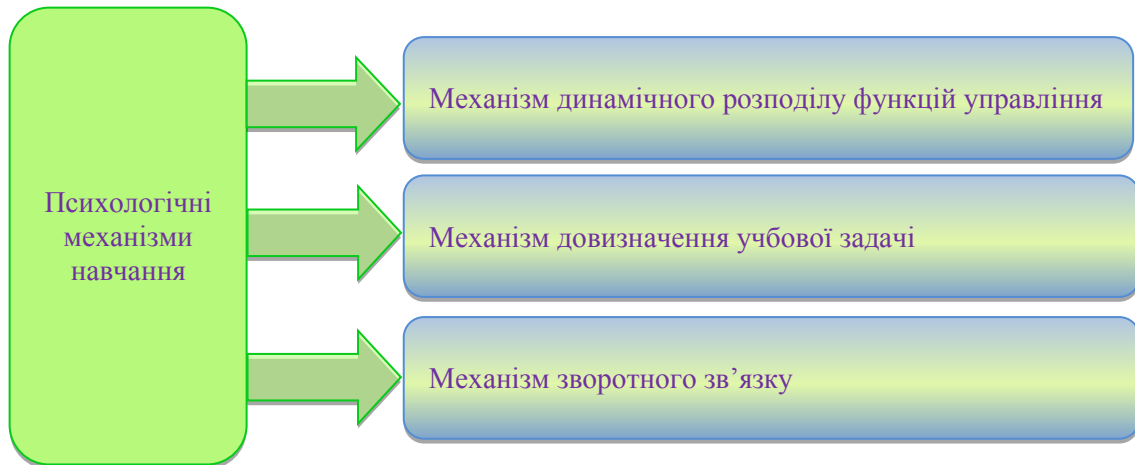 Психологічні
механізми
навчання
Механізм динамічного розподілу функцій управління
Механізм довизначення учбової задачі
Механізм зворотного зв’язку